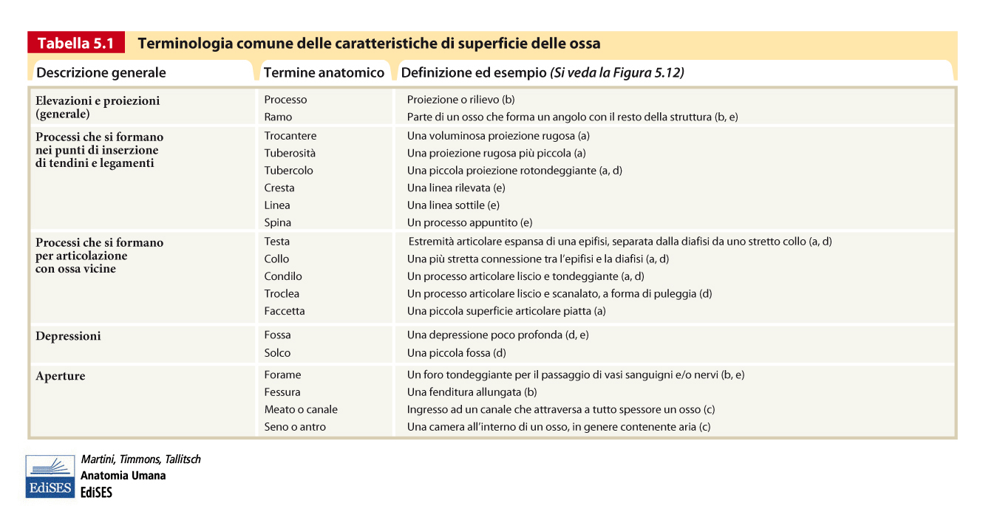 Tabella 5.1 Terminologia comune delle caratteristiche di superficie delle ossa
Descrizione generale Termine anatomico Definizione ed esempio (Si veda la Figura 5.12)
Elevazioni e proiezioni
(generale)
Processo Proiezione o rilievo (b)
Ramo Parte di un osso che forma un angolo con il resto della struttura (b, e)
Processi che si formano
nei punti di inserzione
di tendini e legamenti
Trocantere Una voluminosa proiezione rugosa (a)
Tuberosità Una proiezione rugosa più piccola (a)
Tubercolo Una piccola proiezione rotondeggiante (a, d)
Cresta Una linea rilevata (e)
Linea Una linea sottile (e)
Spina Un processo appuntito (e)
Processi che si formano
per articolazione
con ossa vicine
Testa Estremità articolare espansa di una epifisi, separata dalla diafisi da uno stretto collo (a, d)
Collo Una più stretta connessione tra l'epifisi e la diafisi (a, d)
Condilo Un processo articolare liscio e tondeggiante (a, d)
Troclea Un processo articolare liscio e scanalato, a forma di puleggia (d)
Faccetta Una piccola superficie articolare piatta (a)
Depressioni
Fossa Una depressione poco profonda (d, e)
Solco Una piccola fossa (d)
Aperture
Forame Un foro tondeggiante per il passaggio di vasi sanguigni e/o nervi (b, e)
Fessura Una fenditura allungata (b)
Meato o canale Ingresso ad un canale che attraversa a tutto spessore un osso (c)
Seno o antro Una camera all'interno di un osso, in genere contenente aria (c)
Martini, Timmons, Tallitsch
Anatomia Umana
EdiSES
EdiSES